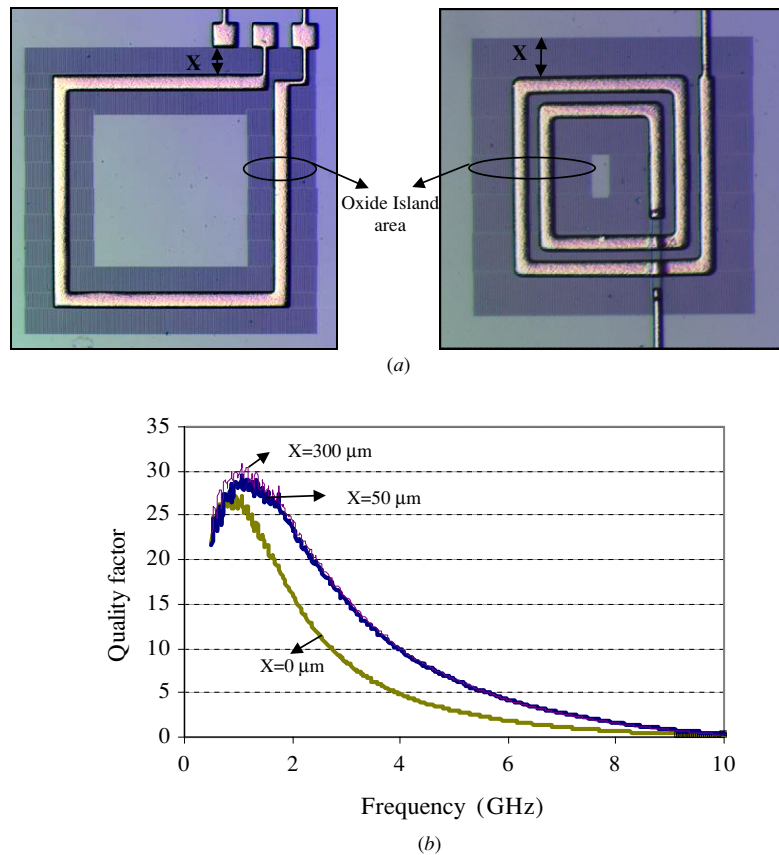 X
X
Oxide Island
area
(a)
35
30
25
20
15
10
5
0
Quality factor
X=300 μm
X=50 μm
X=0 μm
0 2 4 6 8 10
Frequency (GHz)
(b)